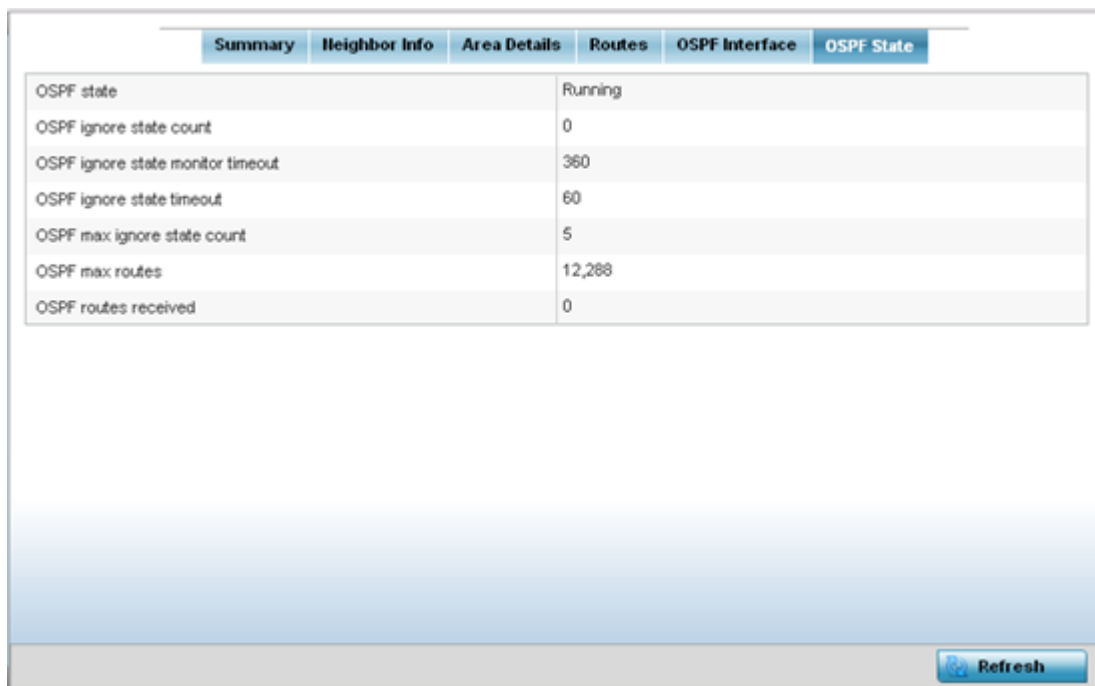 Summary Neighbor Info Area Details Routes OSPF Interface OSPF State
OSPF state Running
OSPF ignore state count 0
OSPF ignore state monitor timeout 360
OSPF ignore state timeout 60
OSPF max ignore state count 5
OSPF max routes 12,288
OSPF routes received 0
Refresh